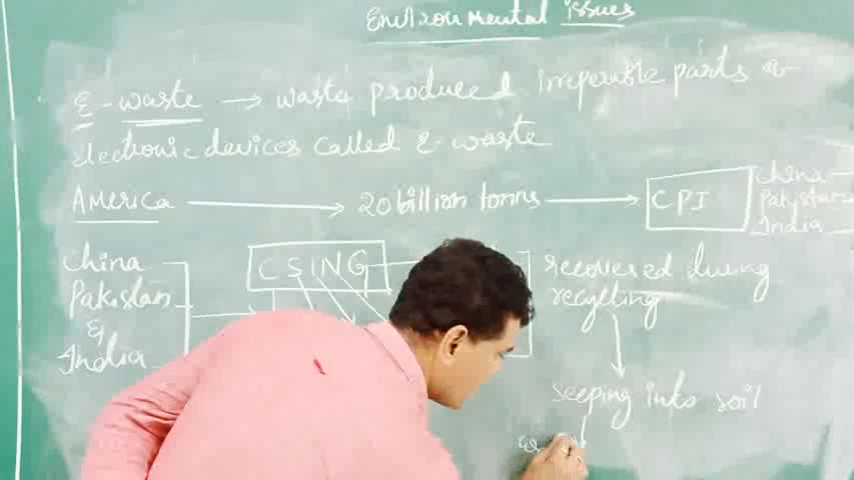 Environmental issues
E-waste → waste produced irreperable parts of
electronic devices called E-waste
America → 20 billion tonns → CPI
China
Pakistan
India
China
Pakistan
&
India
CSING
recovered during
recycling
seeping into soil